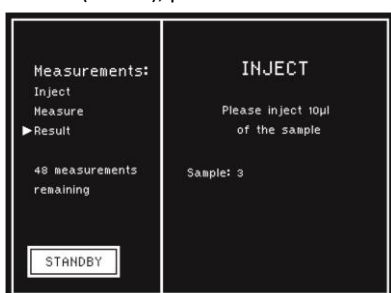 Measurements:
Inject
Measure
▶Result
48 measurements
remaining
STANDBY
INJECT
Please inject 10µl
of the sample
Sample: 3